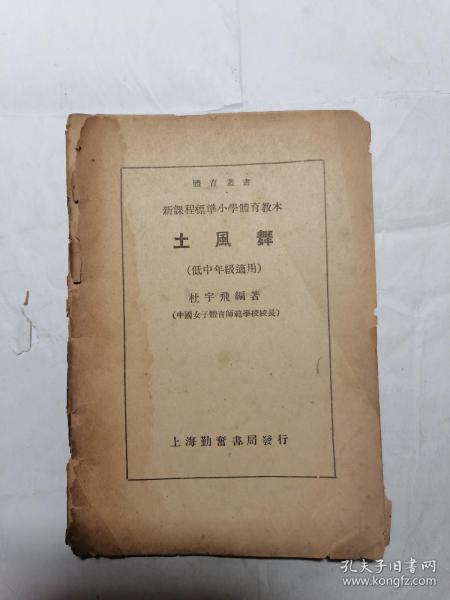 體育叢書
新課程標準小學體育教本
土風舞
(低中年級適用)
杜宇飛編著
(中國女子體育師範學校校長)
上海勤奮書局發行
孔夫子旧书网
www.kongfz.com